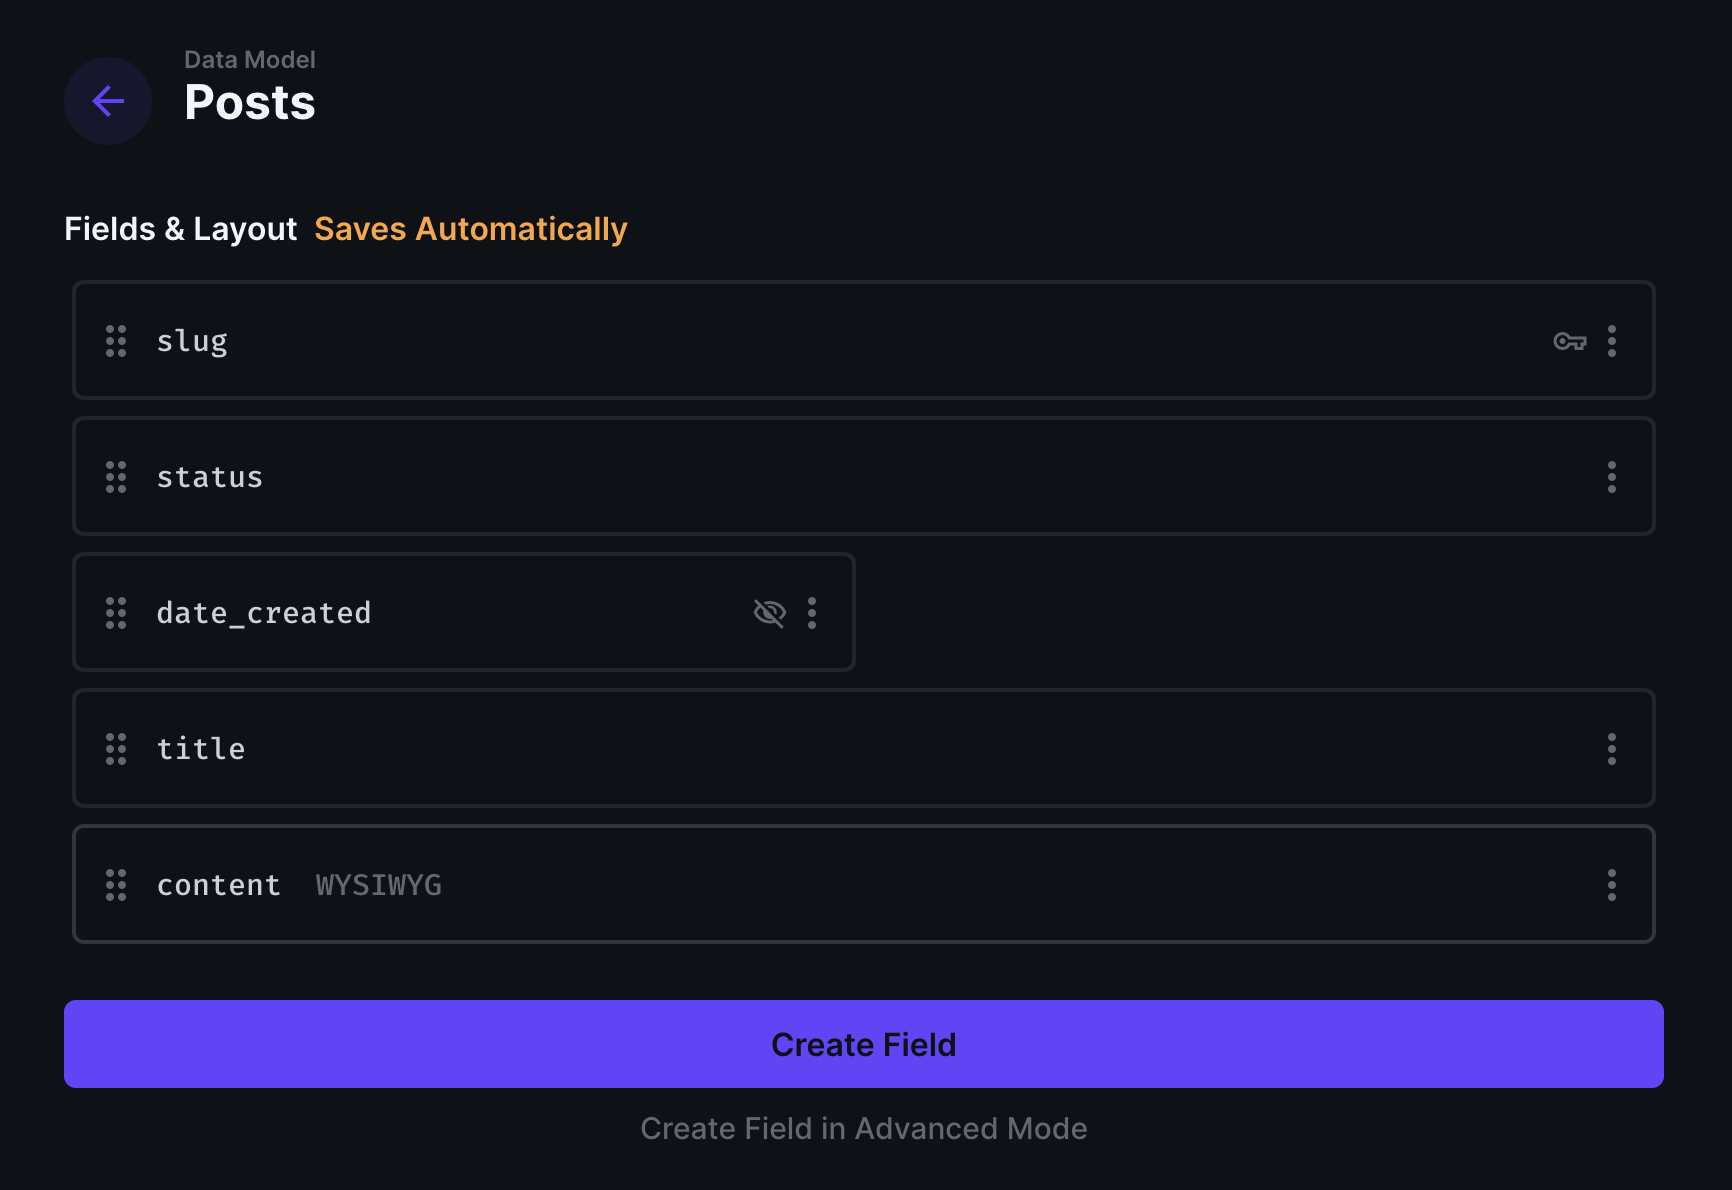 Data Model
Posts
Fields & Layout Saves Automatically
slug
status
date_created
title
content WYSIWYG
Create Field
Create Field in Advanced Mode